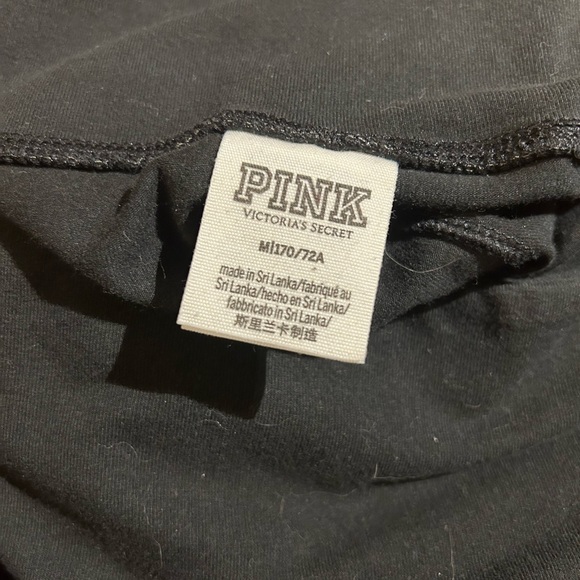 PINK
VICTORIA'S SECRET
M|170/72A
made in Sri Lanka/fabriqué au
Sri Lanka/hecho en Sri Lanka/
fabbricato in Sri Lanka/
斯里兰卡制造